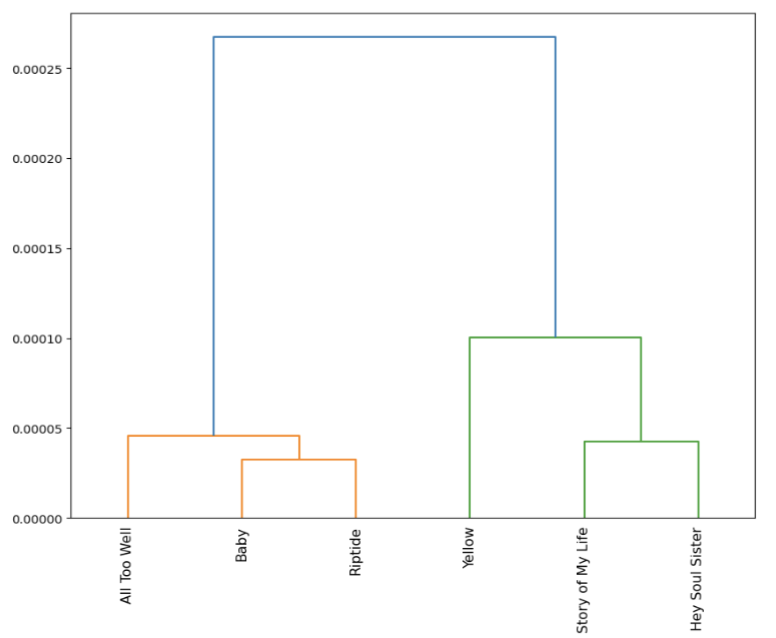 0.00025
0.00020
0.00015
0.00010
0.00005
0.00000
All Too Well
Baby
Riptide
Yellow
Story of My Life
Hey Soul Sister